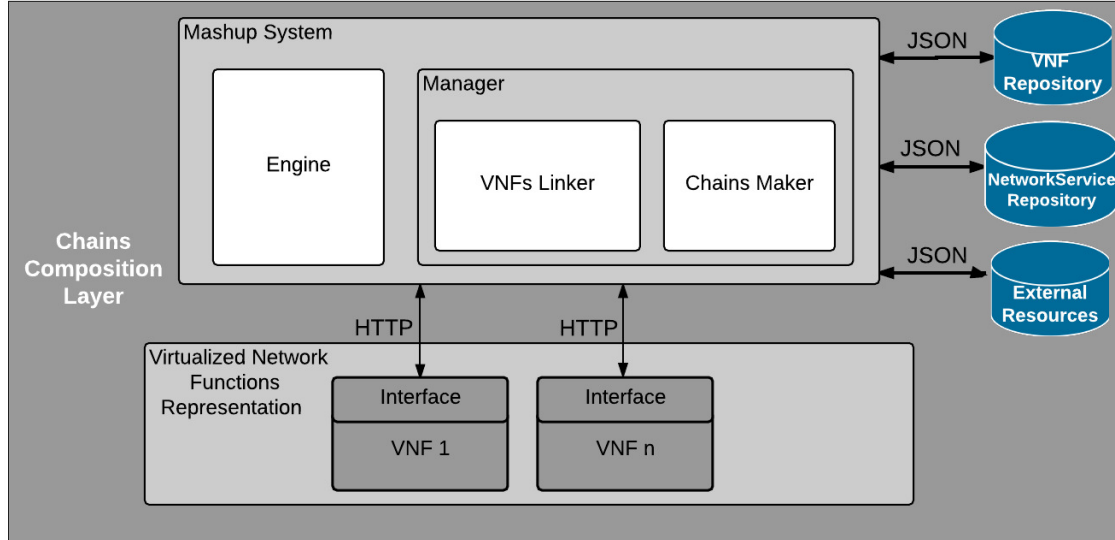 Mashup System
JSON
VNF
Repository
Manager
Engine
VNFs Linker
Chains Maker
JSON
NetworkService
Repository
Chains
Composition
Layer
JSON
External
Resources
HTTP
HTTP
Virtualized Network
Functions
Representation
Interface
Interface
VNF 1
VNF n